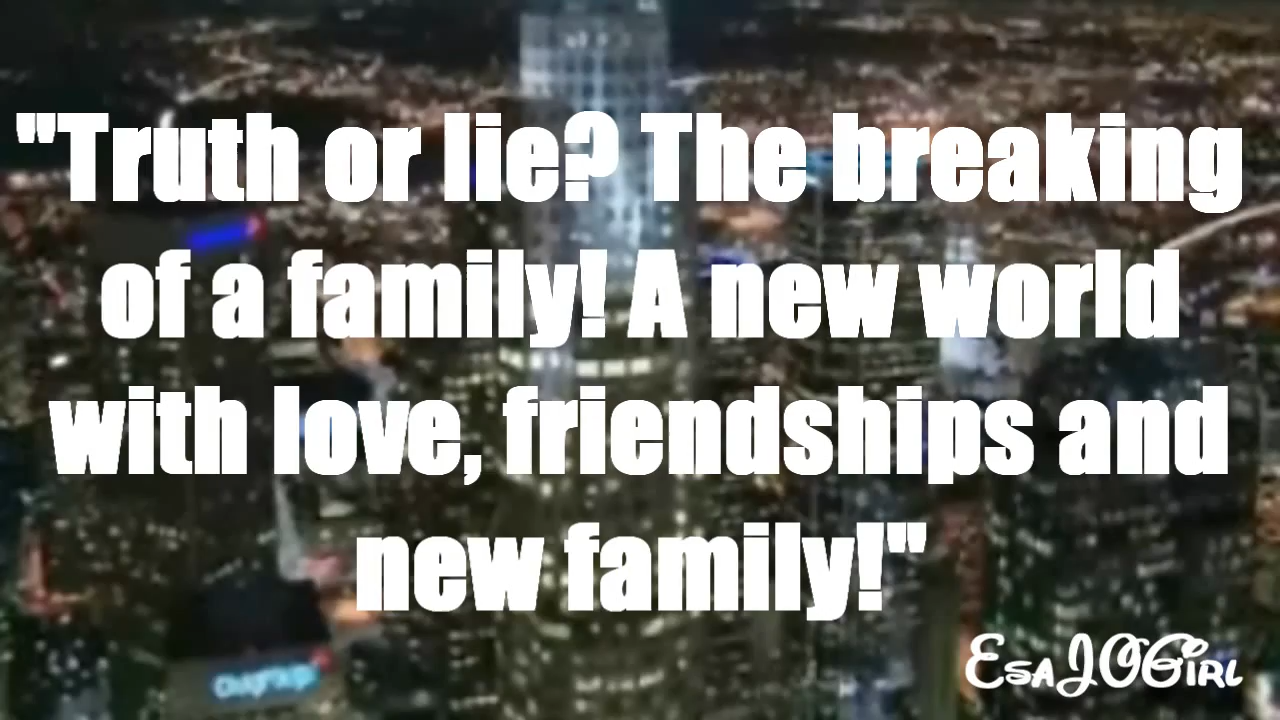 "Truth or lie? The breaking
of a family! A new world
with love, friendships and
new family!"
EsaJOGirl